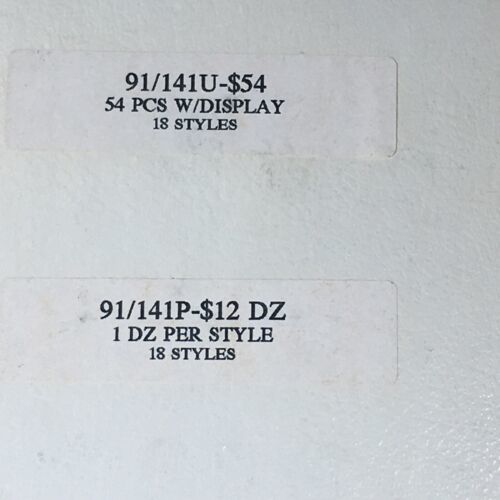 91/141U-$54
54 PCS W/DISPLAY
18 STYLES
91/141P-$12 DZ
1 DZ PER STYLE
18 STYLES